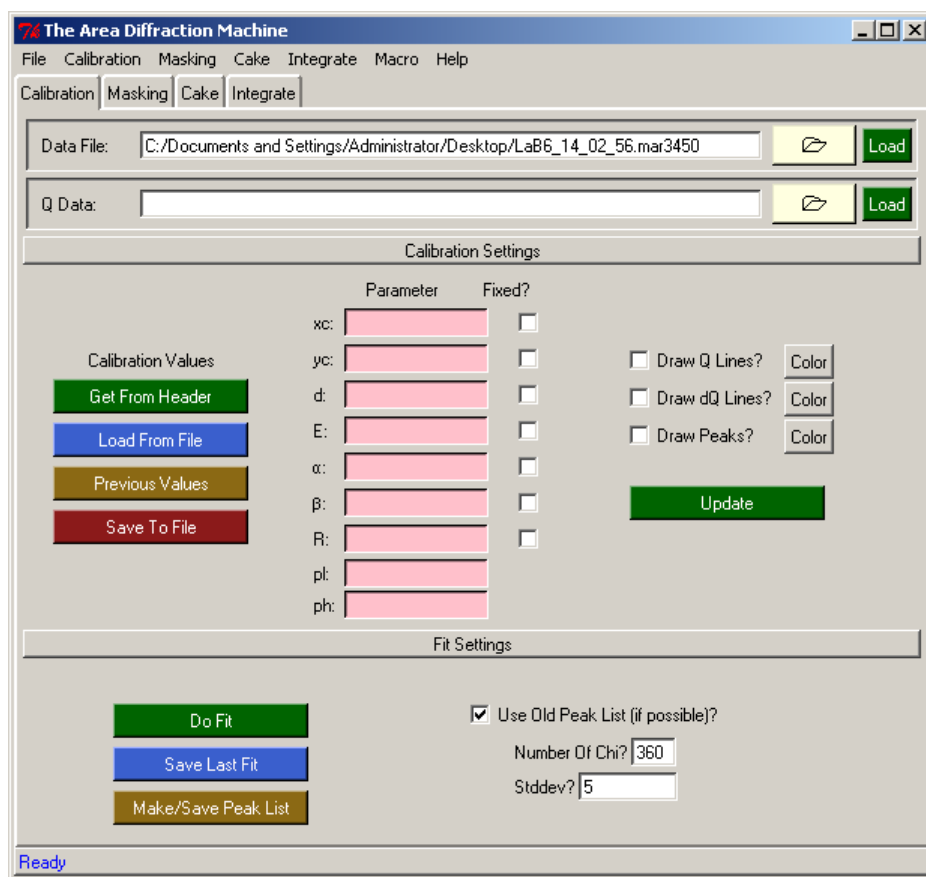 The Area Diffraction Machine
File Calibration Masking Cake Integrate Macro Help
Calibration Masking Cake Integrate
Data File: C:/Documents and Settings/Administrator/Desktop/LaB6_14_02_56.mar3450 Load
Q Data: Load
Calibration Settings
Parameter Fixed?
xc:
Calibration Values yc: Draw Q Lines? Color
Get From Header d: Draw dQ Lines? Color
Load From File E: Draw Peaks? Color
α:
Previous Values β: Update
Save To File R:
pl:
ph:
Fit Settings
Do Fit Use Old Peak List (if possible)?
Save Last Fit Number Of Chi? 360
Stddev? 5
Make/Save Peak List
Ready